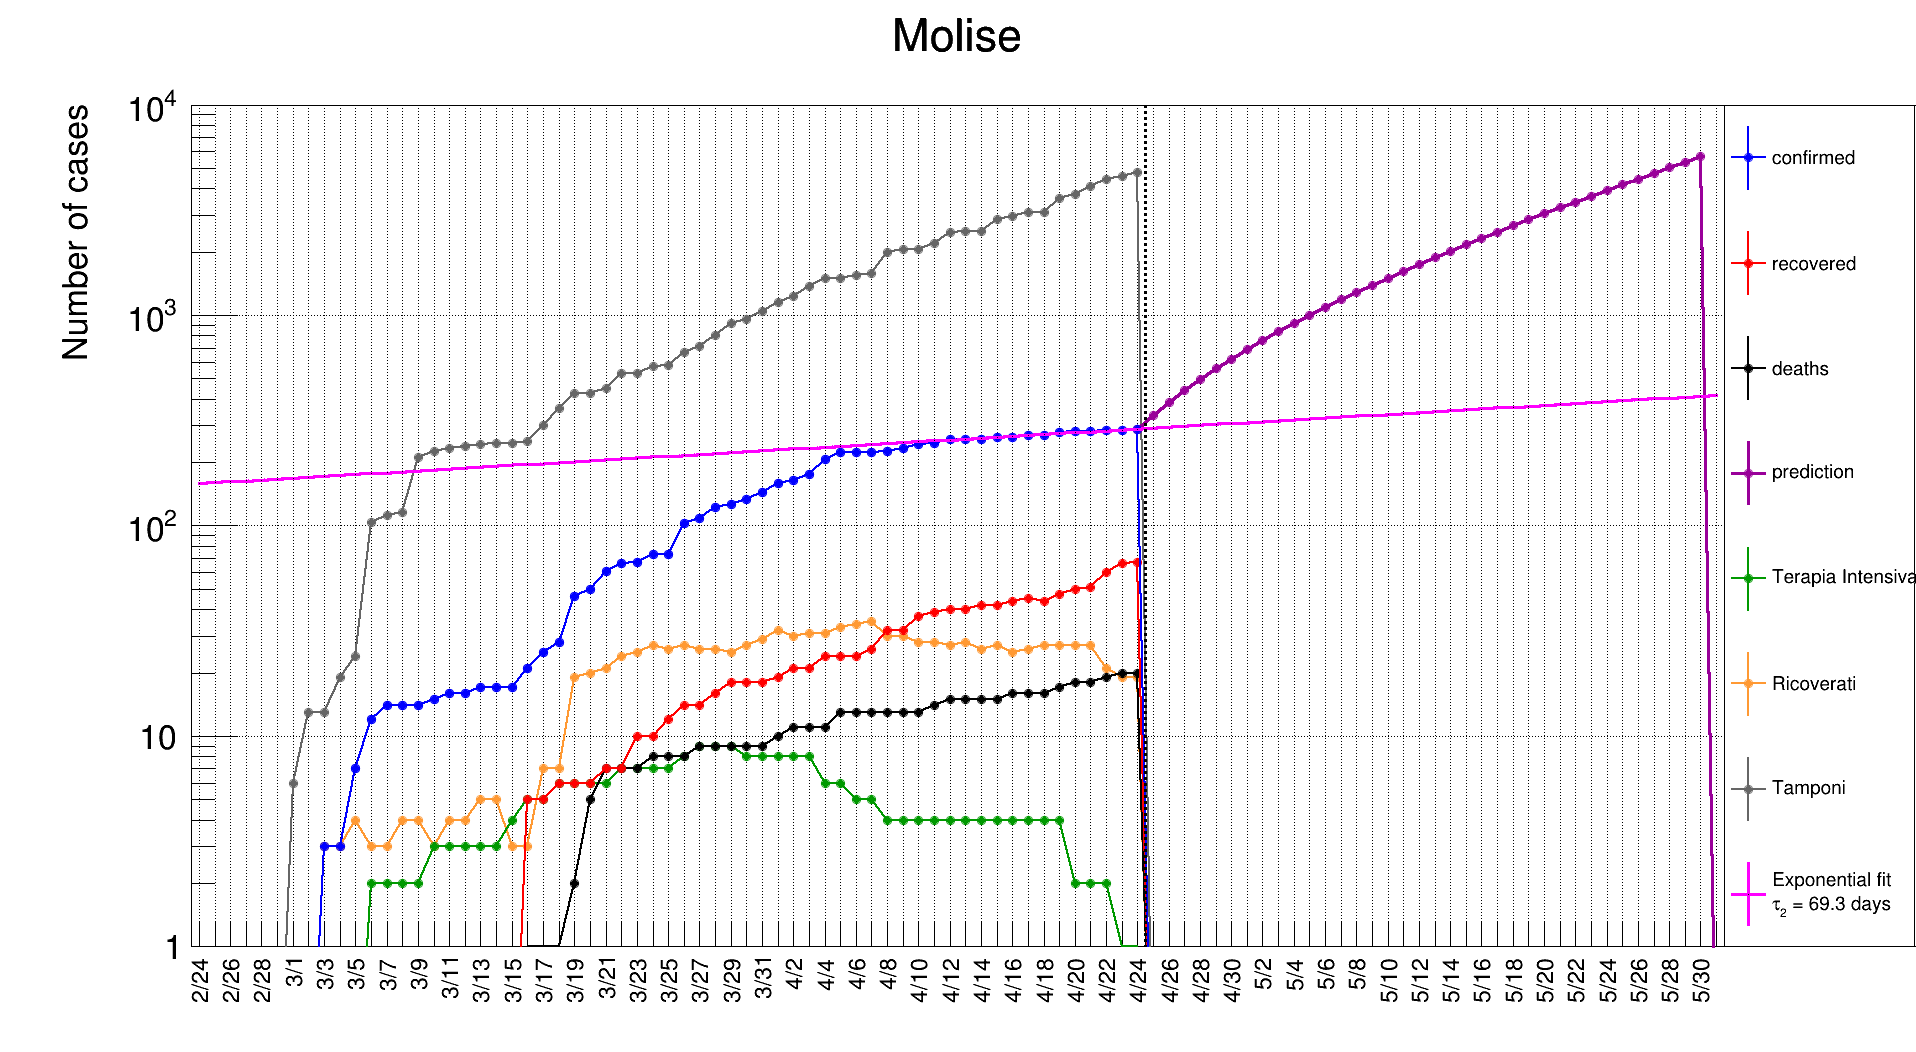 Molise
Number of cases
10⁴
10³
10²
10
1
2/24 2/26 2/28 3/1 3/3 3/5 3/7 3/9 3/11 3/13 3/15 3/17 3/19 3/21 3/23 3/25 3/27 3/29 3/31 4/2 4/4 4/6 4/8 4/10 4/12 4/14 4/16 4/18 4/20 4/22 4/24 4/26 4/28 4/30 5/2 5/4 5/6 5/8 5/10 5/12 5/14 5/16 5/18 5/20 5/22 5/24 5/26 5/28 5/30
confirmed
recovered
deaths
prediction
Terapia Intensiva
Ricoverati
Tamponi
Exponential fit
τ₂ = 69.3 days